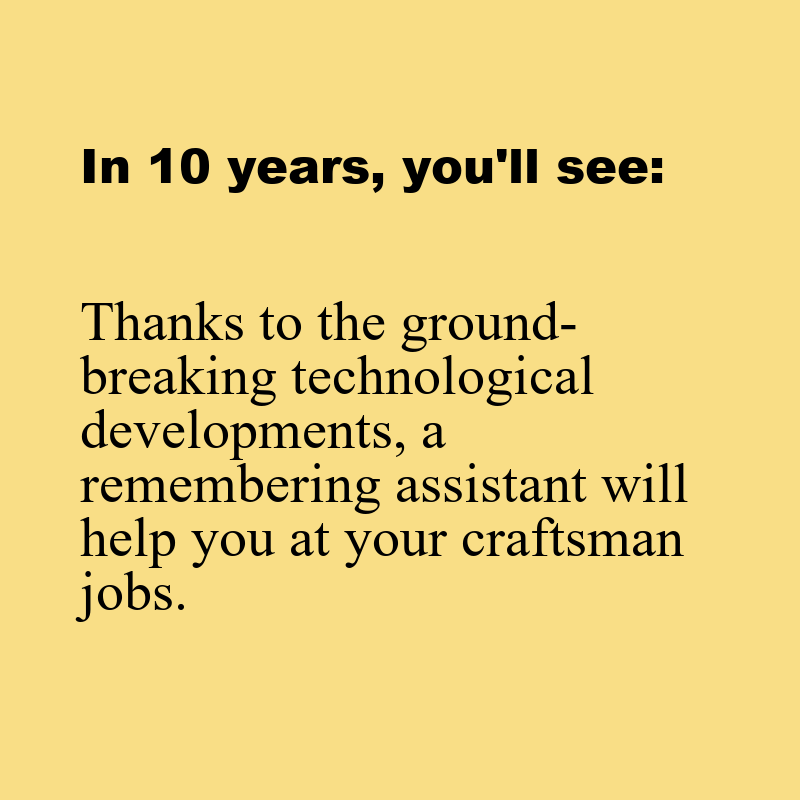 In 10 years, you'll see:
Thanks to the ground-
breaking technological
developments, a
remembering assistant will
help you at your craftsman
jobs.